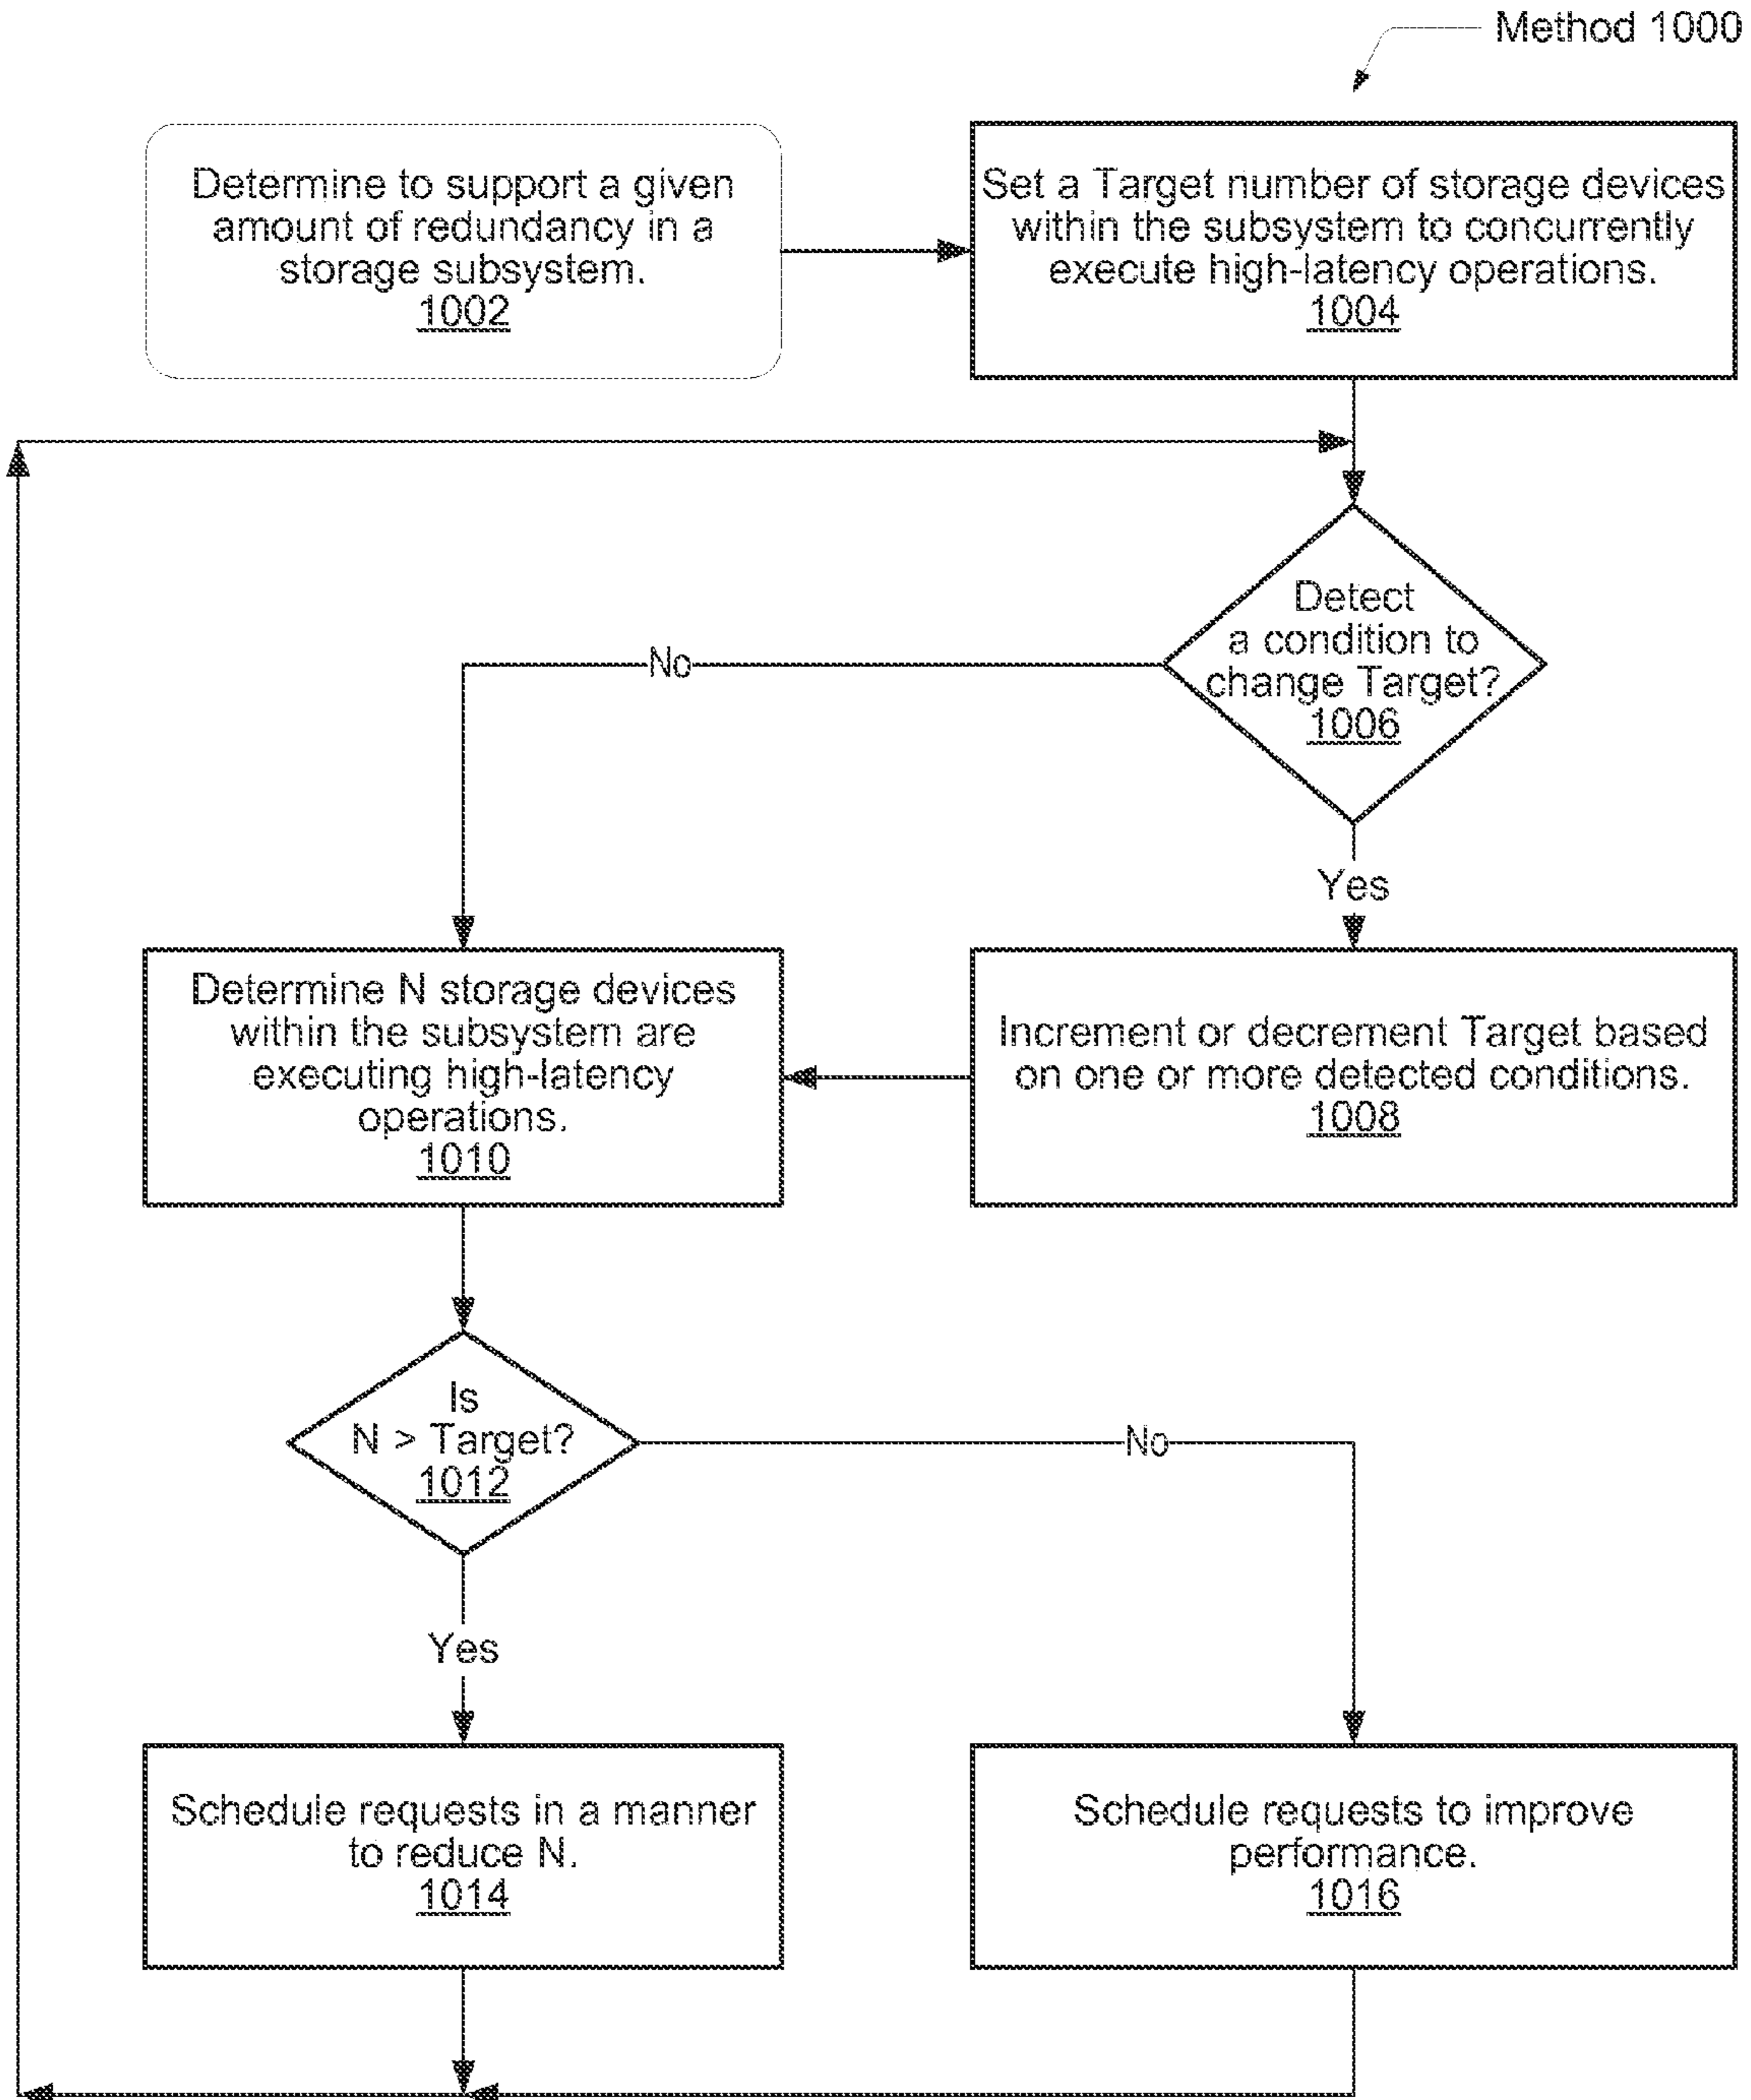 Method 1000
Determine to support a given
amount of redundancy in a
storage subsystem.
1002
Set a Target number of storage devices
within the subsystem to concurrently
execute high-latency operations.
1004
Detect
a condition to
change Target?
1006
No
Yes
Determine N storage devices
within the subsystem are
executing high-latency
operations.
1010
Increment or decrement Target based
on one or more detected conditions.
1008
Is
N > Target?
1012
No
Yes
Schedule requests in a manner
to reduce N.
1014
Schedule requests to improve
performance.
1016